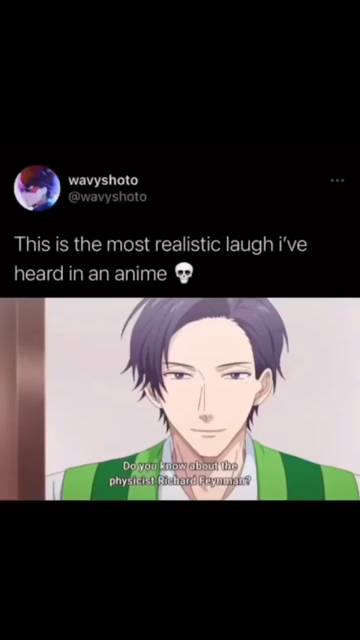 wavyshoto
@wavyshoto
This is the most realistic laugh i've
heard in an anime 💀
Do you know about the
physicist Richard Feynman?